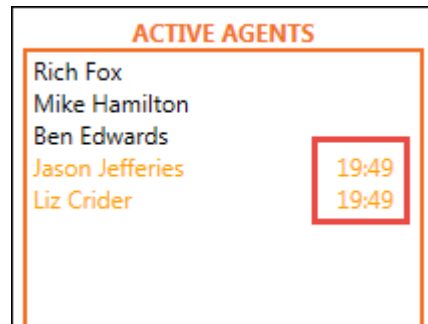 ACTIVE AGENTS
Rich Fox
Mike Hamilton
Ben Edwards
Jason Jefferies 19:49
Liz Crider 19:49